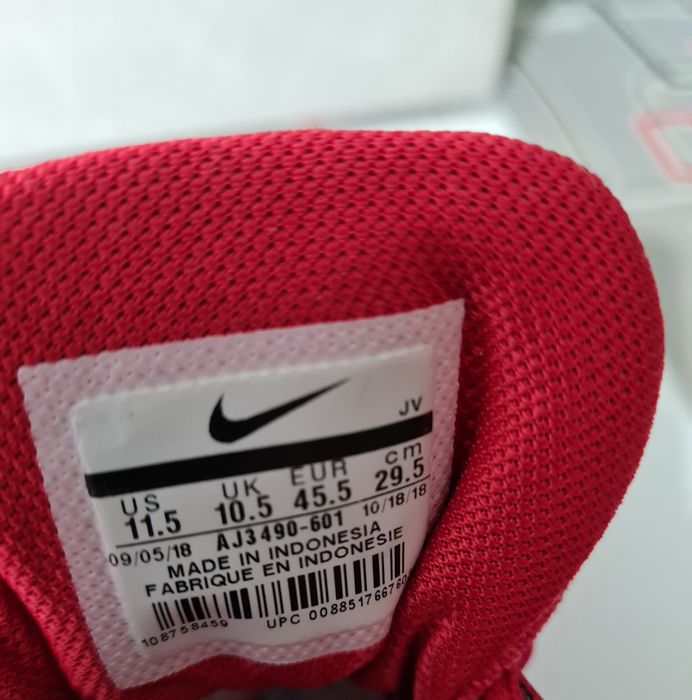 JV
US UK EUR cm
11.5 10.5 45.5 29.5
09/05/18 AJ3490-601 10/18/18
MADE IN INDONESIA
FABRIQUE EN INDONESIE
108758459 UPC